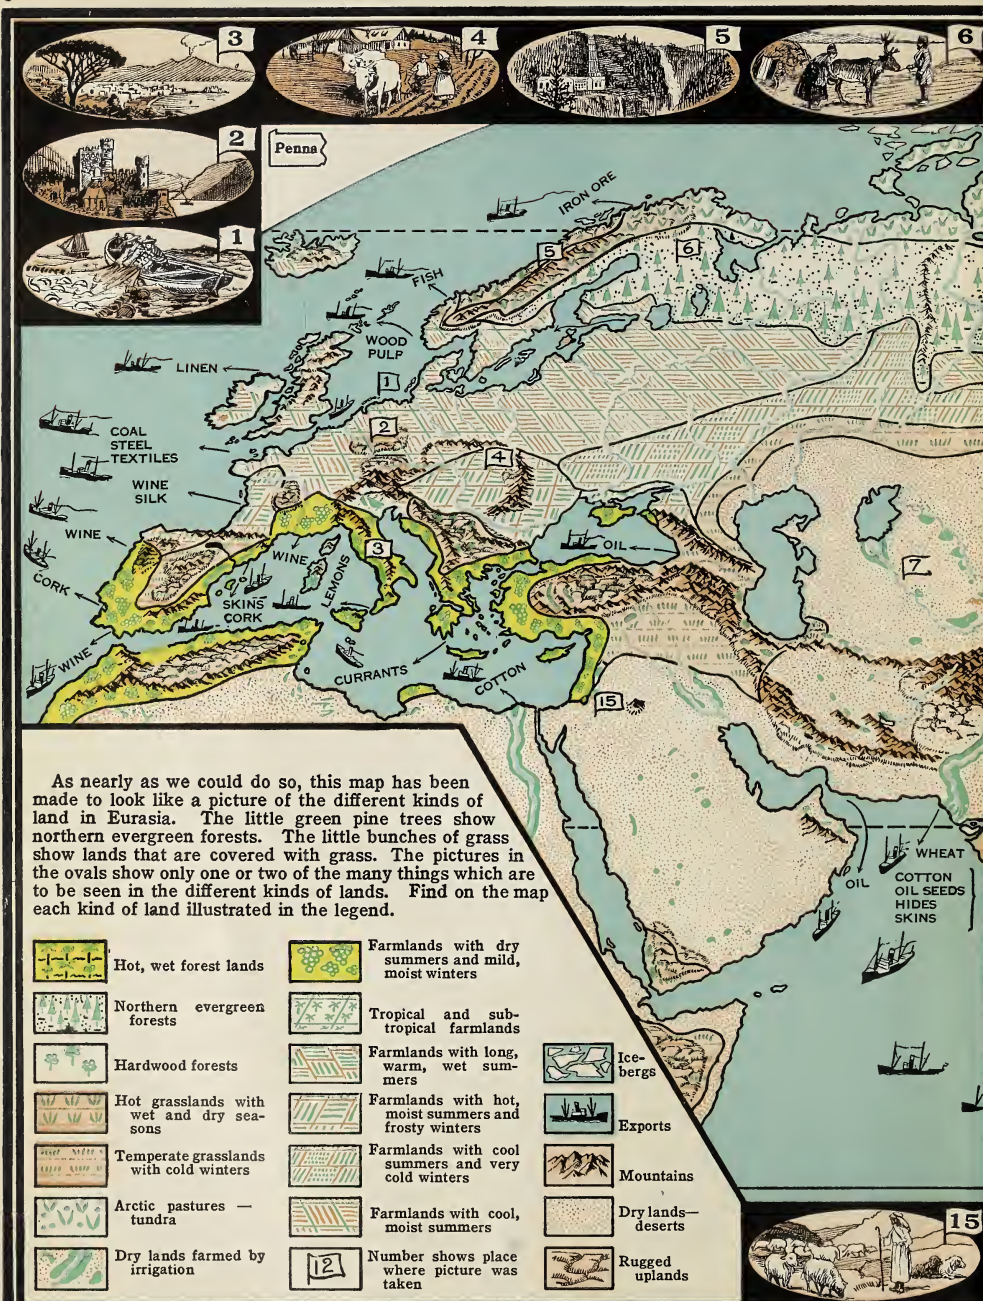 3
4
5
6
2
1
Penna
IRON ORE
5
6
FISH
WOOD
PULP
LINEN
1
COAL
STEEL
TEXTILES
2
4
WINE
SILK
WINE
WINE
LEMONS
3
OIL
7
CORK
SKINS
CORK
WINE
CURRANTS
COTTON
15
As nearly as we could do so, this map has been
made to look like a picture of the different kinds of
land in Eurasia. The little green pine trees show
northern evergreen forests. The little bunches of grass
show lands that are covered with grass. The pictures in
the ovals show only one or two of the many things which are
to be seen in the different kinds of lands. Find on the map
each kind of land illustrated in the legend.
OIL
WHEAT
COTTON
OIL SEEDS
HIDES
SKINS
Hot, wet forest lands
Northern evergreen
forests
Hardwood forests
Hot grasslands with
wet and dry sea-
sons
Temperate grasslands
with cold winters
Arctic pastures —
tundra
Dry lands farmed by
irrigation
Farmlands with dry
summers and mild,
moist winters
Tropical and sub-
tropical farmlands
Farmlands with long,
warm, wet sum-
mers
Farmlands with hot,
moist summers and
frosty winters
Farmlands with cool
summers and very
cold winters
Farmlands with cool,
moist summers
12
Number shows place
where picture was
taken
Ice-
bergs
Exports
Mountains
Dry lands—
deserts
Rugged
uplands
15